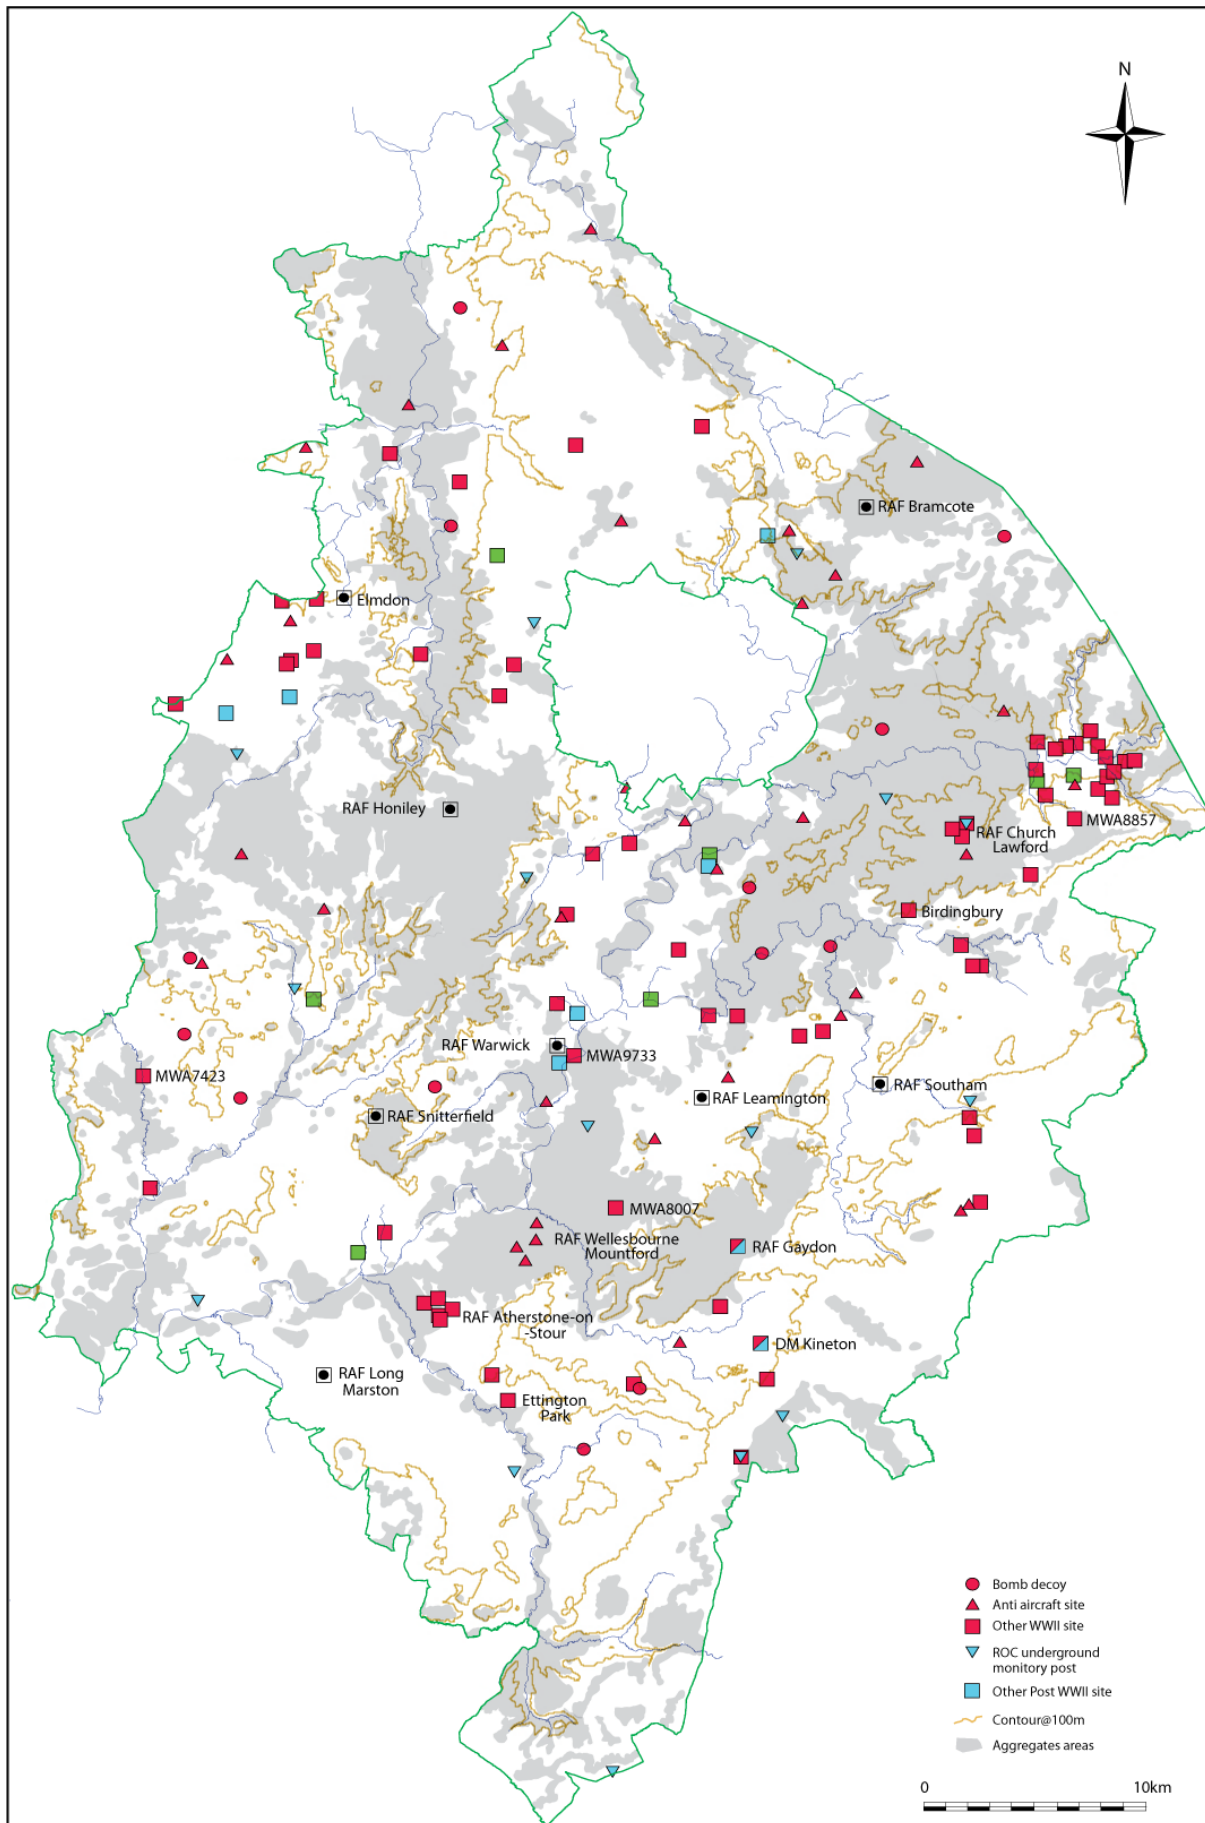 N
RAF Bramcote
Elmdon
RAF Honiley
MWA8857
RAF Church
Lawford
Birdingbury
RAF Warwick
MWA9733
MWA7423
RAF Southam
RAF Leamington
RAF Snitterfield
MWA8007
RAF Wellesbourne
Mountford
RAF Gaydon
RAF Atherstone-on
-Stour
DM Kineton
RAF Long
Marston
Ettington
Park
Bomb decoy
Anti aircraft site
Other WWII site
ROC underground
monitory post
Other Post WWII site
Contour@100m
Aggregates areas
0 10km